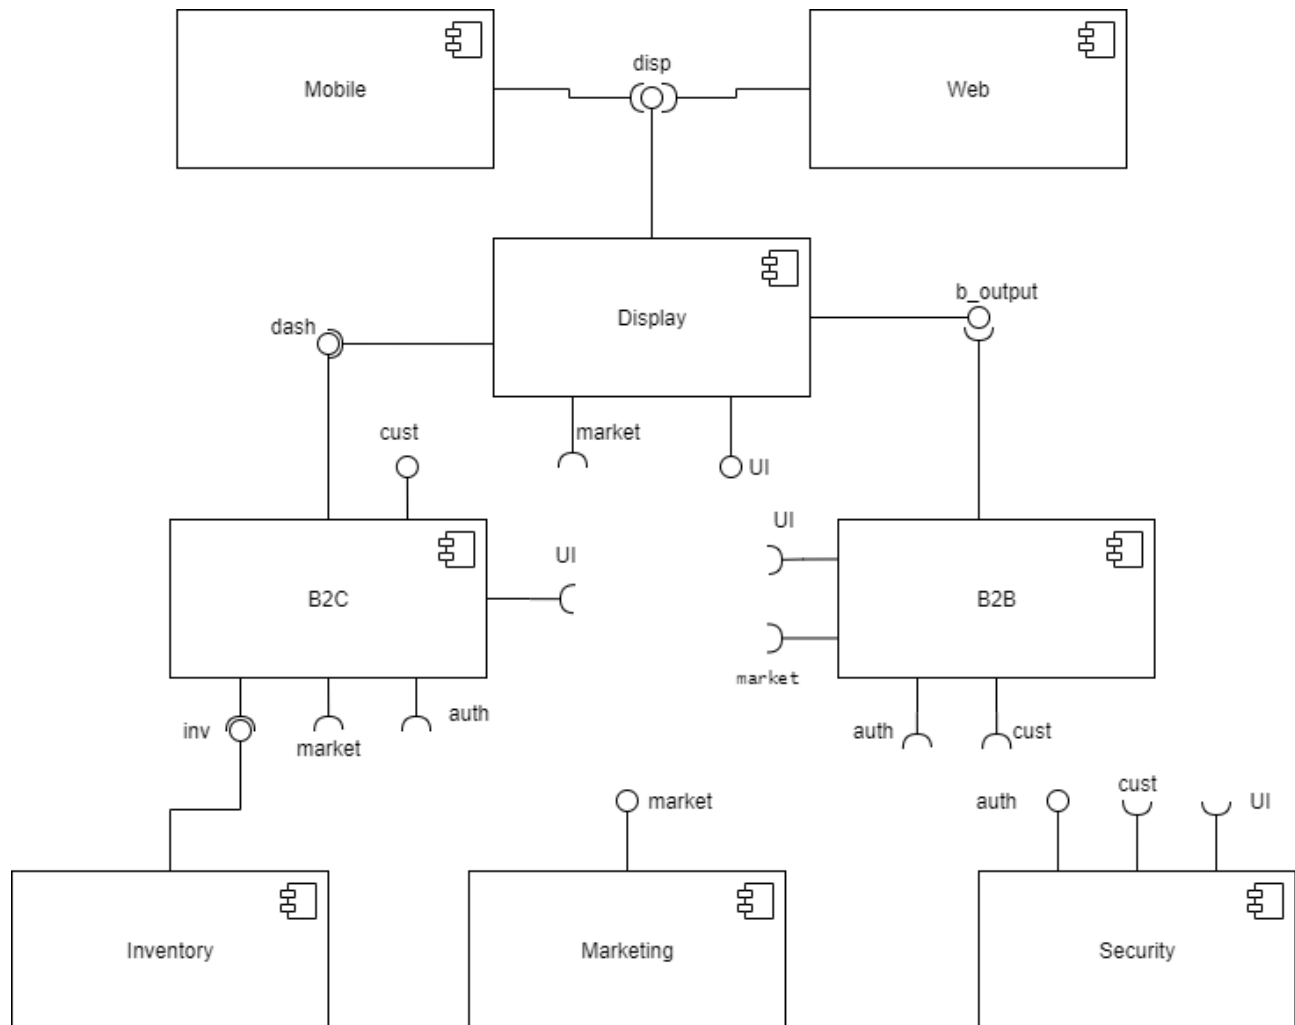 disp
Mobile
Web
b_output
Display
dash
cust
market
UI
UI
UI
B2C
B2B
market
auth
inv
market
auth
cust
cust
auth
market
UI
Inventory
Marketing
Security